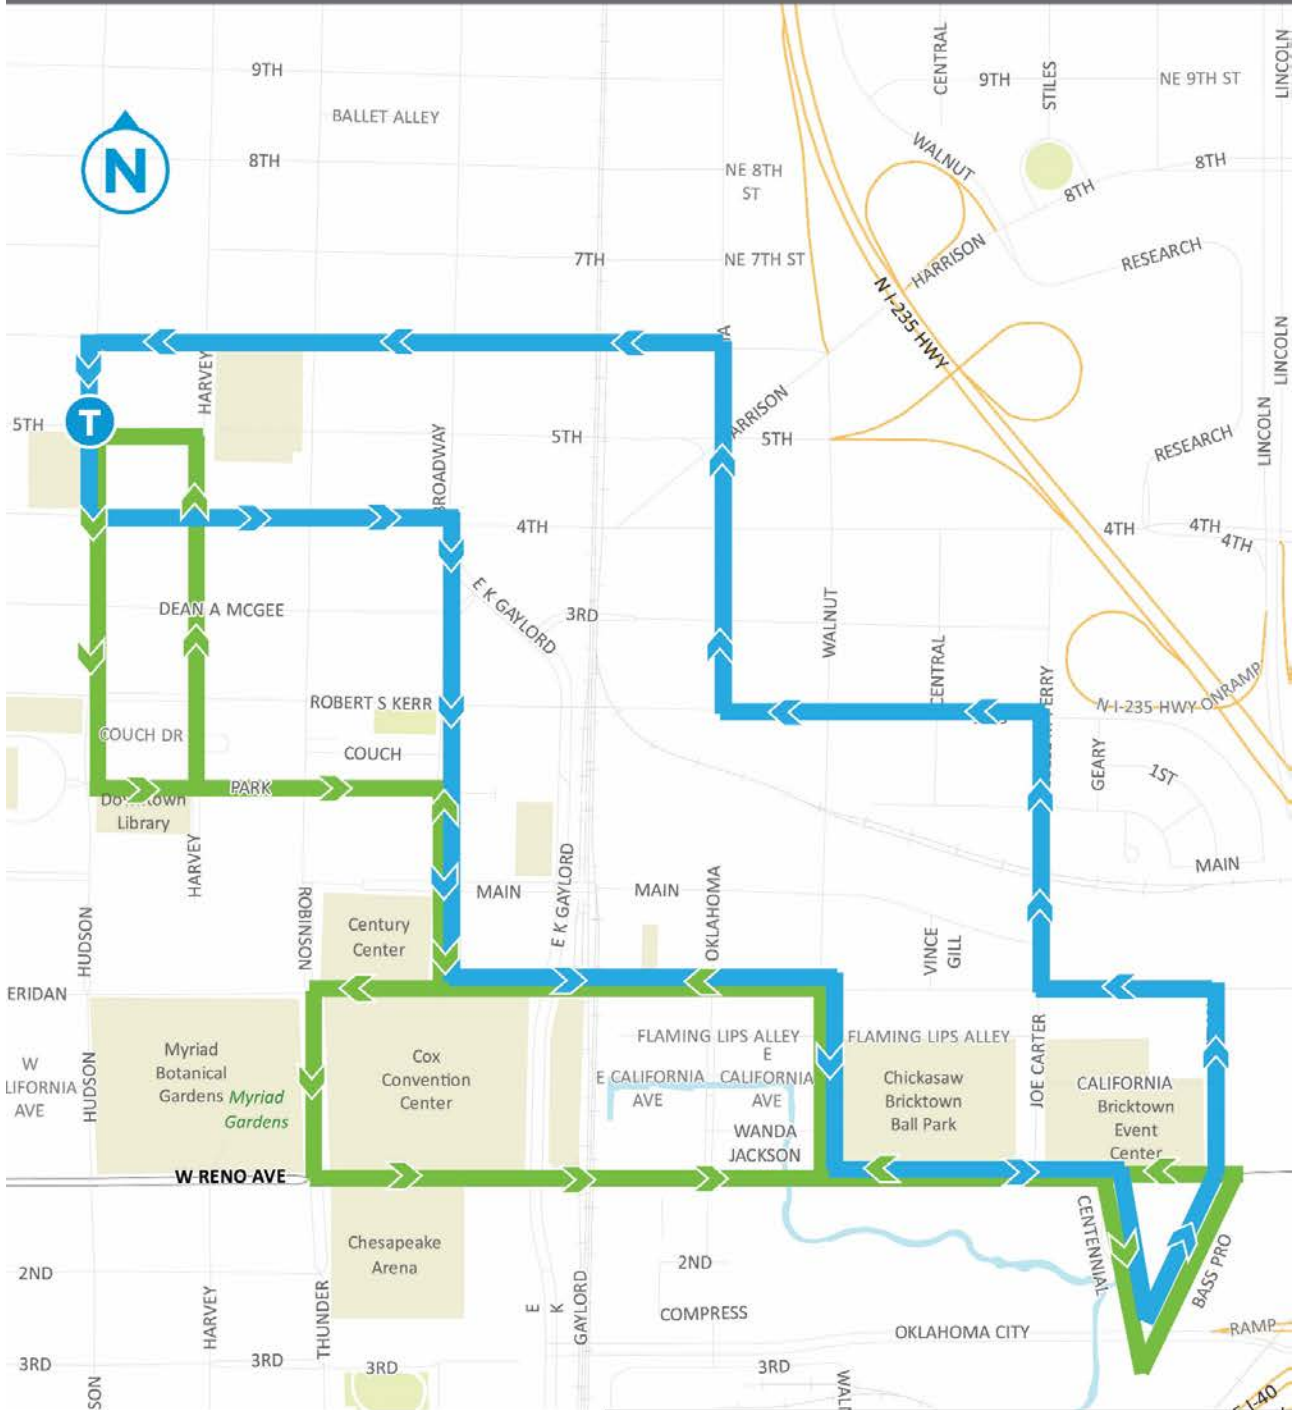 9TH
CENTRAL
9TH
STILES
NE 9TH ST
LINCOLN
BALLET ALLEY
8TH
N
NE 8TH
ST
WALNUT
8TH
8TH
7TH
NE 7TH ST
HARRISON
RESEARCH
N I-235 HWY
LINCOLN
HARVEY
5TH
T
BROADWAY
5TH
ARRISON
5TH
LINCOLN
RESEARCH
4TH
4TH
4TH
4TH
DEAN A MCGEE
E K GAYLORD
3RD
WALNUT
CENTRAL
ERRY
N I-235 HWY ONRAMP
ROBERT S KERR
COUCH DR
COUCH
GEARY
1ST
PARK
Downtown
Library
HARVEY
MAIN
HUDSON
ROBINSON
Century
Center
MAIN
E K GAYLORD
MAIN
OKLAHOMA
VINCE
GILL
ERIDAN
W
LIFORNIA
AVE
HUDSON
Myriad
Botanical
Gardens
Myriad
Gardens
Cox
Convention
Center
FLAMING LIPS ALLEY
E
E CALIFORNIA
AVE
CALIFORNIA
AVE
WANDA
JACKSON
FLAMING LIPS ALLEY
Chickasaw
Bricktown
Ball Park
JOE CARTER
CALIFORNIA
Bricktown
Event
Center
W RENO AVE
Chesapeake
Arena
CENTENNIAL
BASS PRO
2ND
HARVEY
THUNDER
E
K
GAYLORD
2ND
COMPRESS
OKLAHOMA CITY
RAMP
3RD
3RD
3RD
3RD
SON
WALN
E I-40